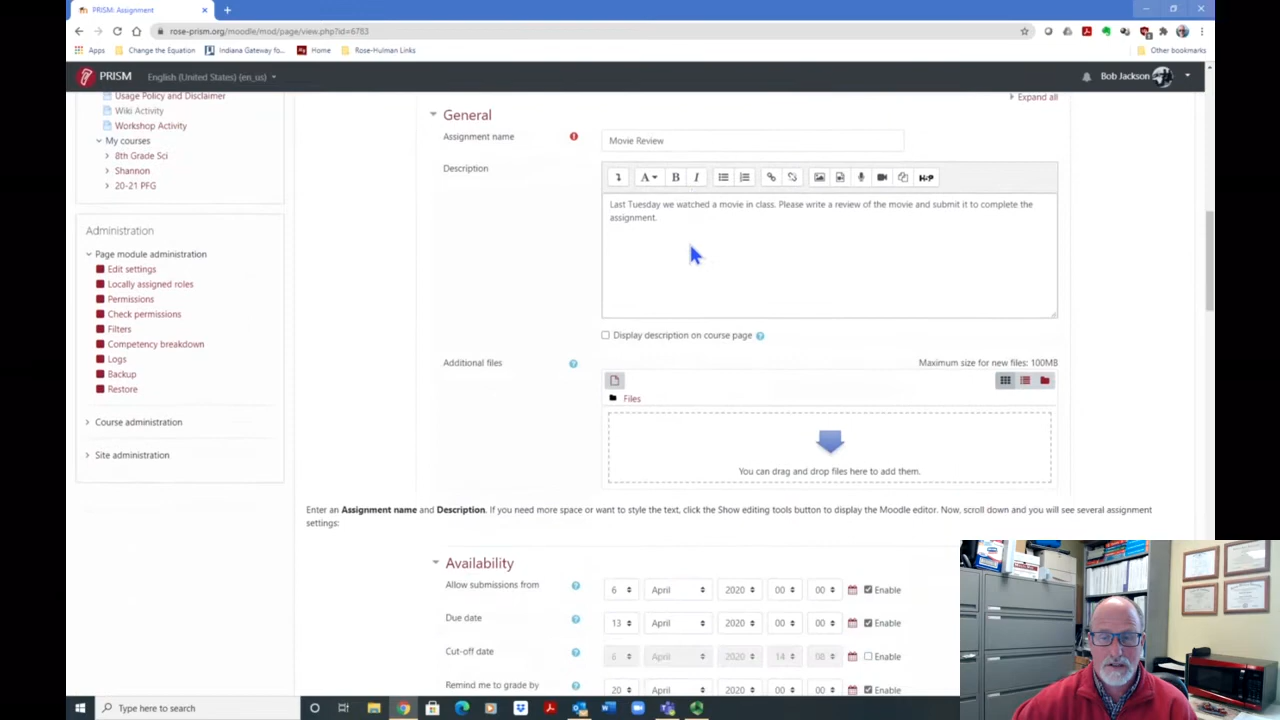 PRISM: Assignment
rose-prism.org/moodle/mod/page/view.php?id=6783
Apps
Change the Equation
Indiana Gateway fo...
Home
Rose-Hulman Links
Other bookmarks
PRISM
English (United States) (en_us)
Bob Jackson
Usage Policy and Disclaimer
Wiki Activity
Workshop Activity
My courses
8th Grade Sci
Shannon
20-21 PFG
Administration
Page module administration
Edit settings
Locally assigned roles
Permissions
Check permissions
Filters
Competency breakdown
Logs
Backup
Restore
Course administration
Site administration
Expand all
General
Assignment name
Movie Review
Description
A B I
H-P
Last Tuesday we watched a movie in class. Please write a review of the movie and submit it to complete the
assignment.
Display description on course page
Additional files
Maximum size for new files: 100MB
Files
You can drag and drop files here to add them.
Enter an Assignment name and Description. If you need more space or want to style the text, click the Show editing tools button to display the Moodle editor. Now, scroll down and you will see several assignment
settings:
Availability
Allow submissions from 6 April 2020 00 00 Enable
Due date 13 April 2020 00 00 Enable
Cut-off date 6 April 2020 14 08 Enable
Remind me to grade by 20 April 2020 00 00 Enable
Type here to search